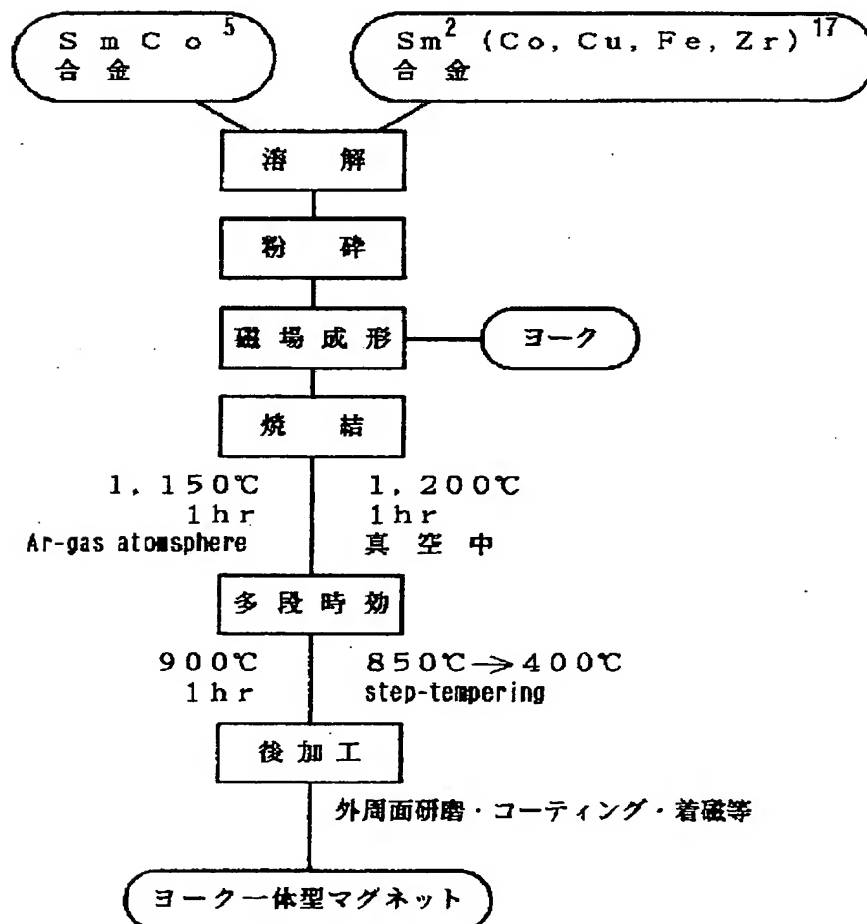 SmCo⁵
合金
Sm² (Co, Cu, Fe, Zr)¹⁷
合金
溶解
粉砕
磁場成形
ヨーク
焼結
1,150℃
1hr
Ar-gas atomsphere
1,200℃
1hr
真空中
多段時効
900℃
1hr
850℃→400℃
step-tempering
後加工
外周面研磨・コーティング・着磁等
ヨーク一体型マグネット